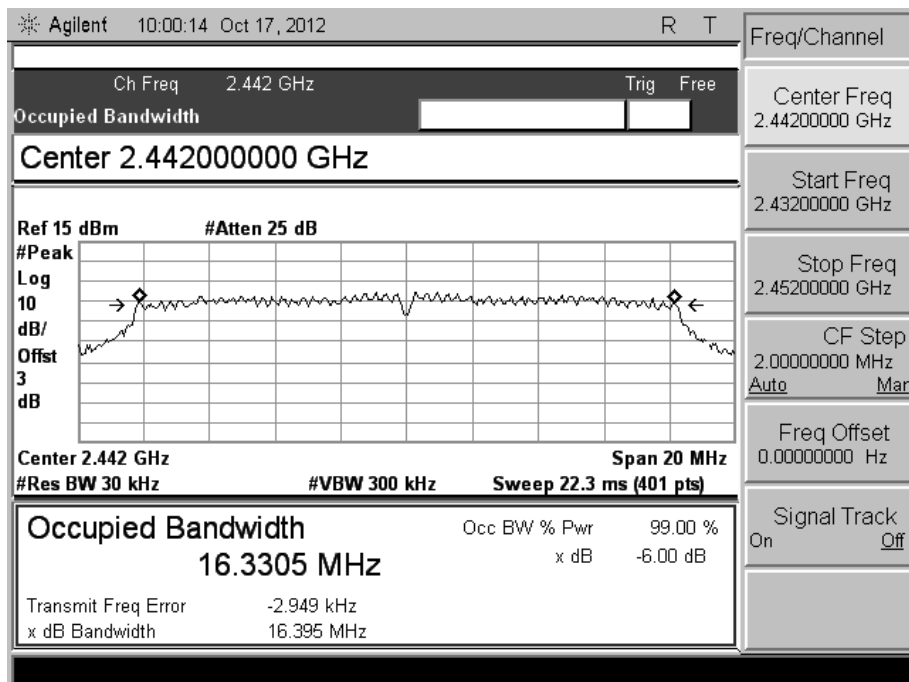 Agilent 10:00:14 Oct 17, 2012 R T
Freq/Channel
Ch Freq 2.442 GHz Trig Free
Occupied Bandwidth
Center 2.442000000 GHz
Center Freq
2.44200000 GHz
Start Freq
2.43200000 GHz
Stop Freq
2.45200000 GHz
CF Step
2.00000000 MHz
Auto Man
Freq Offset
0.00000000 Hz
Signal Track
On Off
Ref 15 dBm #Atten 25 dB
#Peak
Log
10
dB/
Offst
3
dB
Center 2.442 GHz Span 20 MHz
#Res BW 30 kHz #VBW 300 kHz Sweep 22.3 ms (401 pts)
Occupied Bandwidth
16.3305 MHz
Occ BW % Pwr 99.00 %
x dB -6.00 dB
Transmit Freq Error -2.949 kHz
x dB Bandwidth 16.395 MHz